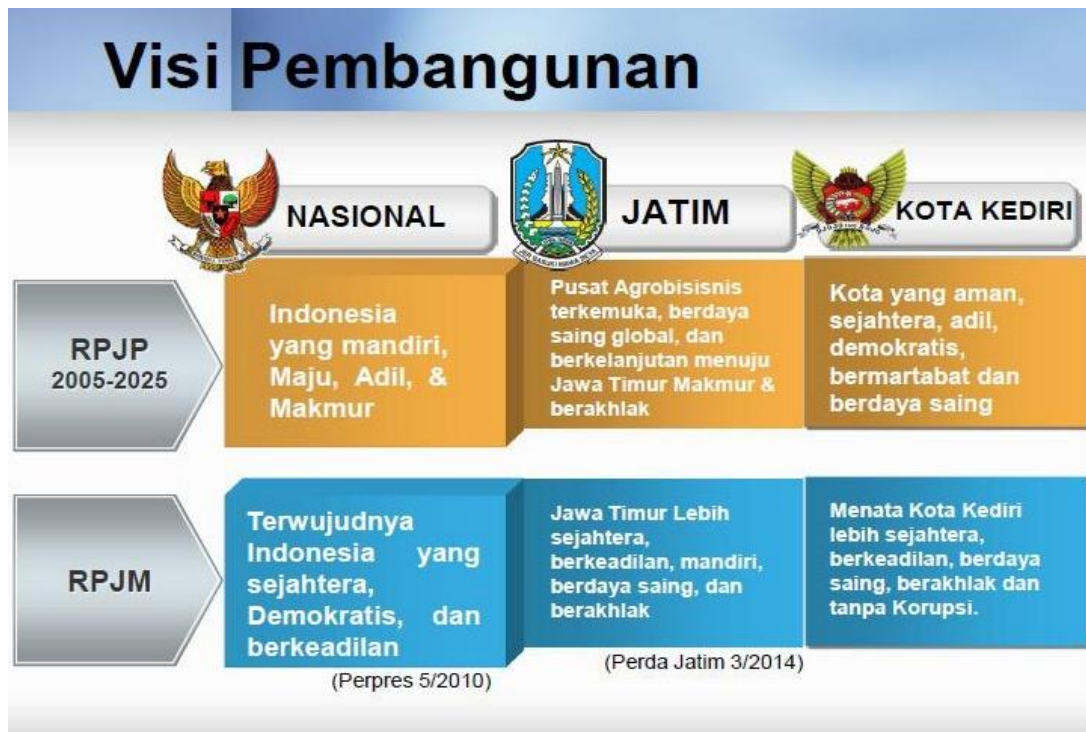 Visi Pembangunan
NASIONAL
JATIM
KOTA KEDIRI
RPJP
2005-2025
Indonesia
yang mandiri,
Maju, Adil, &
Makmur
Pusat Agrobisisnis
terkemuka, berdaya
saing global, dan
berkelanjutan menuju
Jawa Timur Makmur &
berakhlak
Kota yang aman,
sejahtera, adil,
demokratis,
bermartabat dan
berdaya saing
RPJM
Terwujudnya
Indonesia yang
sejahtera,
Demokratis, dan
berkeadilan
(Perpres 5/2010)
Jawa Timur Lebih
sejahtera,
berkeadilan, mandiri,
berdaya saing, dan
berakhlak
(Perda Jatim 3/2014)
Menata Kota Kediri
lebih sejahtera,
berkeadilan, berdaya
saing, berakhlak dan
tanpa Korupsi.